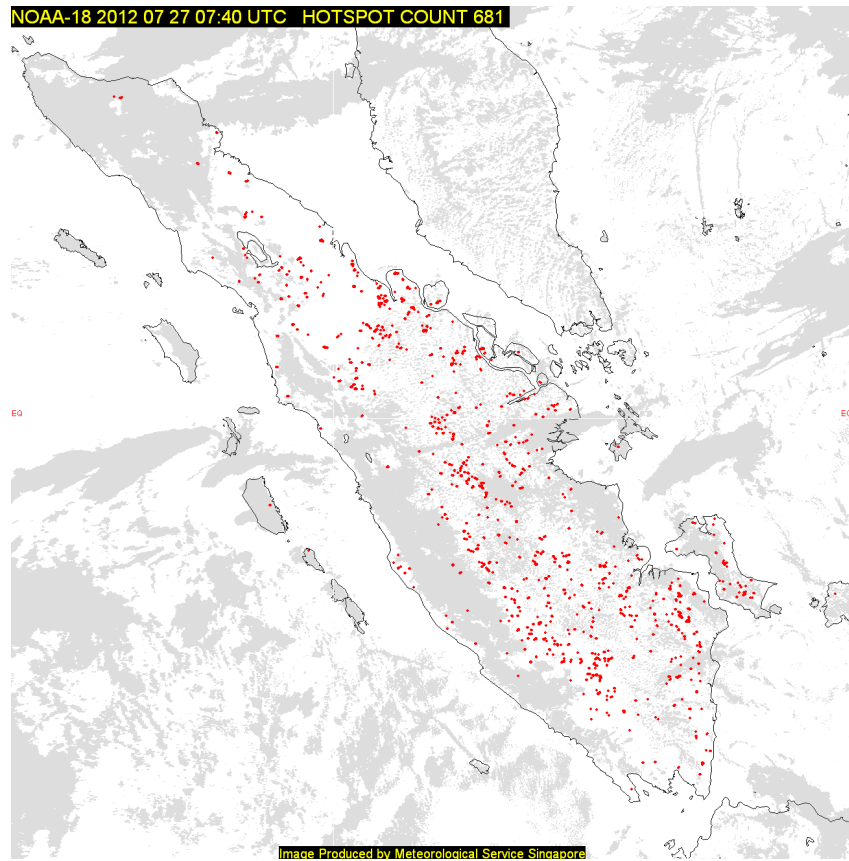 NOAA-18 2012 07 27 07:40 UTC   HOTSPOT COUNT 681
EQ
EQ
Image Produced by Meteorological Service Singapore